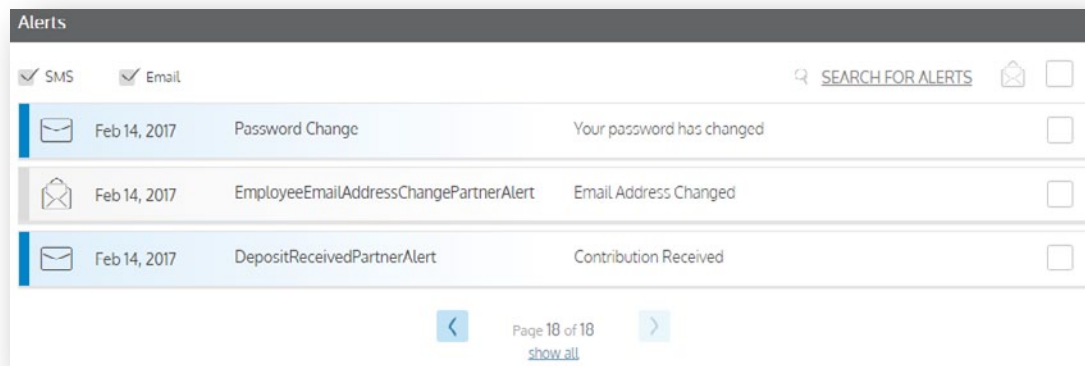 Alerts
SMS Email SEARCH FOR ALERTS
Feb 14, 2017 Password Change Your password has changed
Feb 14, 2017 EmployeeEmailAddressChangePartnerAlert Email Address Changed
Feb 14, 2017 DepositReceivedPartnerAlert Contribution Received
Page 18 of 18
show all